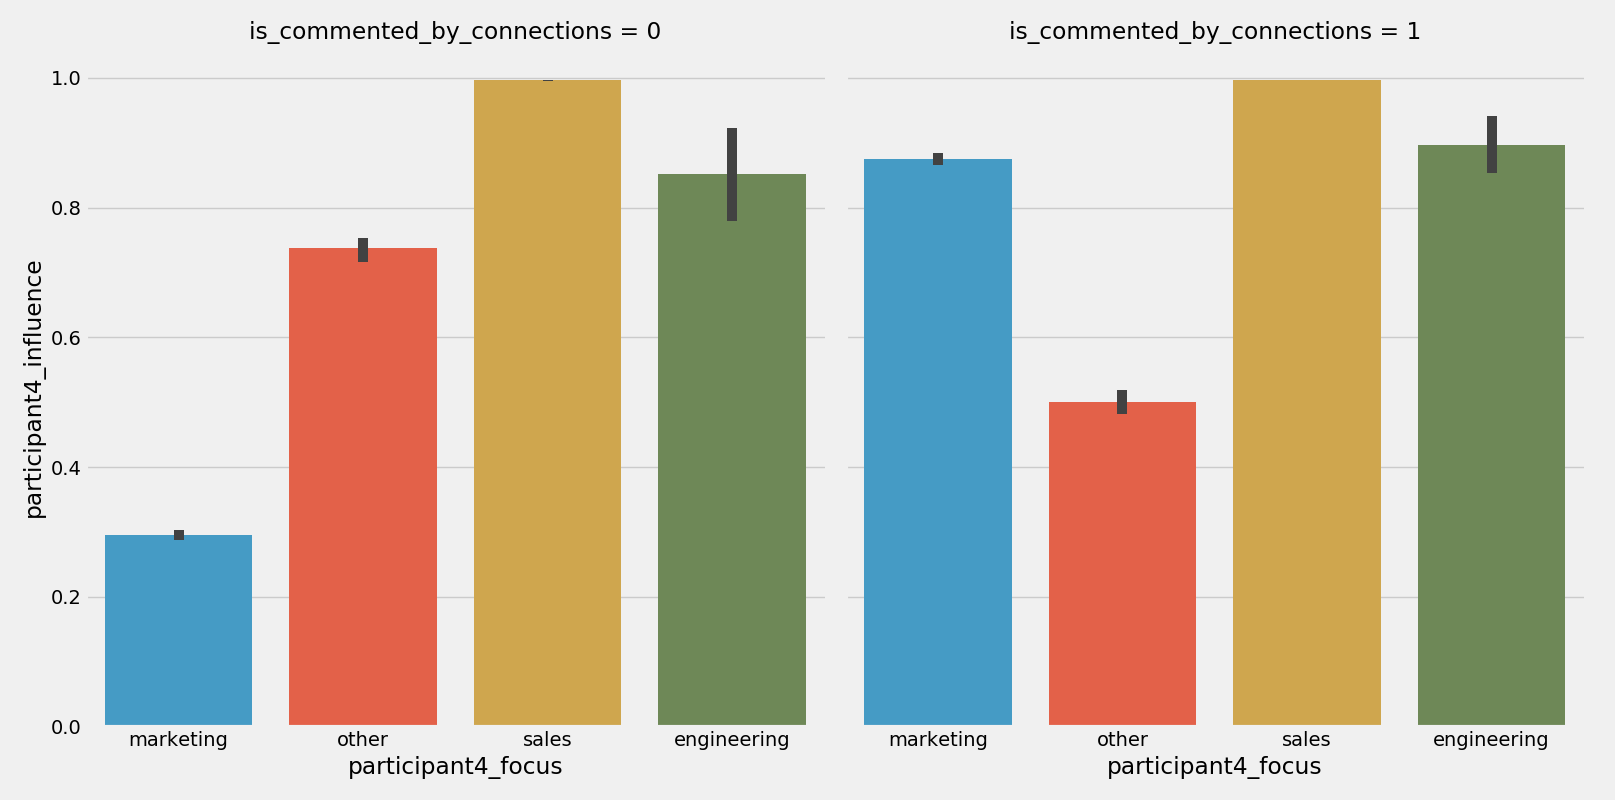 is_commented_by_connections = 0
is_commented_by_connections = 1
participant4_influence
1.0
0.8
0.6
0.4
0.2
0.0
marketing other sales engineering
marketing other sales engineering
participant4_focus
participant4_focus